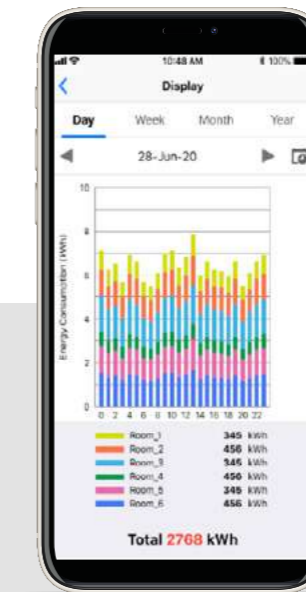 10:48 AM 100%
Display
Day Week Month Year
28-Jun-20
10
8
6
4
2
0
Energy Consumption (kWh)
0 2 4 6 8 10 12 14 16 18 20 22
Room_1 345 kWh
Room_2 456 kWh
Room_3 345 kWh
Room_4 456 kWh
Room_5 345 kWh
Room_6 456 kWh
Total 2768 kWh